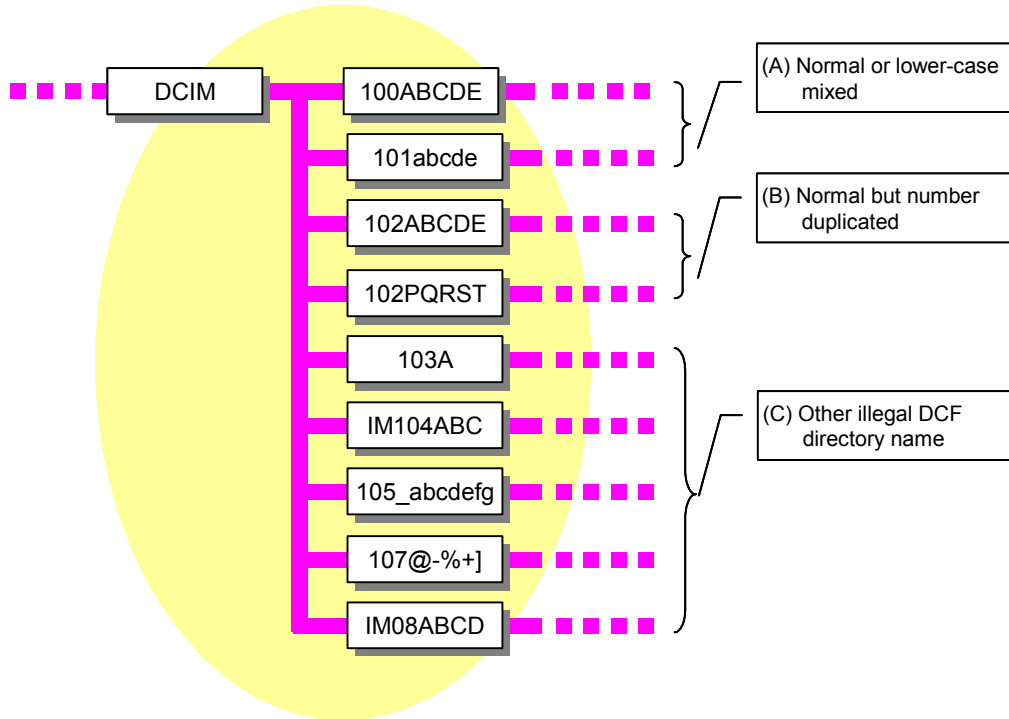 DCIM
100ABCDE
101abcde
102ABCDE
102PQRST
103A
IM104ABC
105_abcdefg
107@-%+]
IM08ABCD
(A) Normal or lower-case
mixed
(B) Normal but number
duplicated
(C) Other illegal DCF
directory name